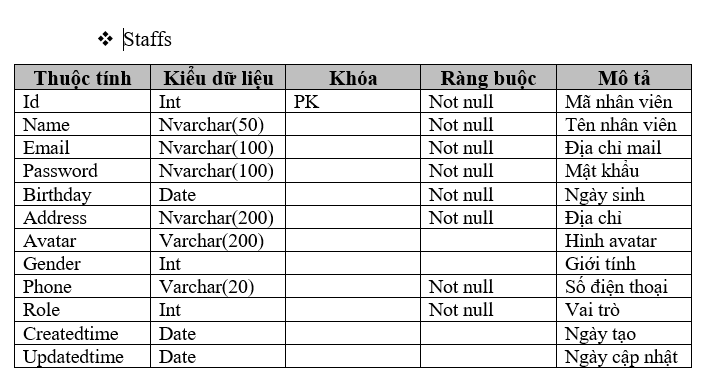 ❖ Staffs
Thuộc tính Kiểu dữ liệu Khóa Ràng buộc Mô tả
Id Int PK Not null Mã nhân viên
Name Nvarchar(50) Not null Tên nhân viên
Email Nvarchar(100) Not null Địa chỉ mail
Password Nvarchar(100) Not null Mật khẩu
Birthday Date Not null Ngày sinh
Address Nvarchar(200) Not null Địa chỉ
Avatar Varchar(200) Hình avatar
Gender Int Giới tính
Phone Varchar(20) Not null Số điện thoại
Role Int Not null Vai trò
Createdtime Date Ngày tạo
Updatedtime Date Ngày cập nhật